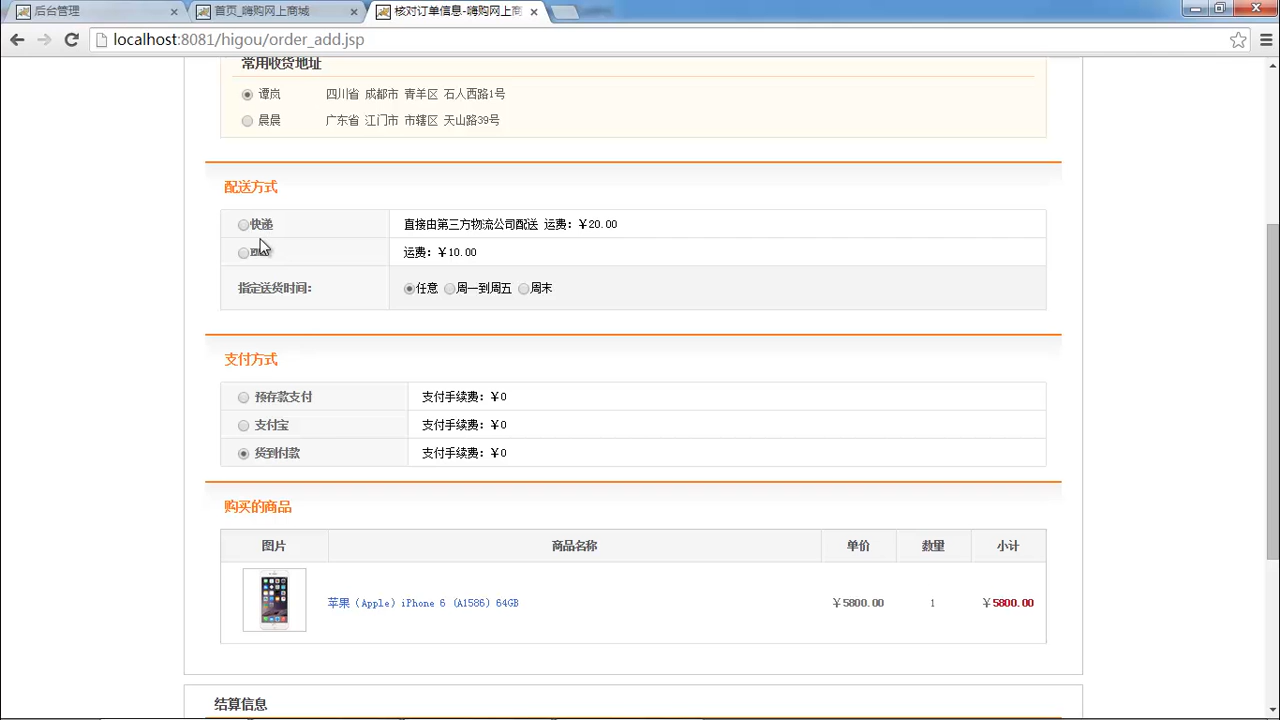 后台管理 首页_嗨购网上商城 核对订单信息-嗨购网上商
localhost:8081/higou/order_add.jsp
常用收货地址
谭岚 四川省 成都市 青羊区 石人西路1号
晨晨 广东省 江门市 市辖区 天山路39号
配送方式
快递 直接由第三方物流公司配送 运费：￥20.00
运费：￥10.00
指定送货时间： 任意 周一到周五 周末
支付方式
预存款支付 支付手续费：￥0
支付宝 支付手续费：￥0
货到付款 支付手续费：￥0
购买的商品
图片 商品名称 单价 数量 小计
苹果（Apple）iPhone 6 (A1586) 64GB ￥5800.00 1 ￥5800.00
结算信息